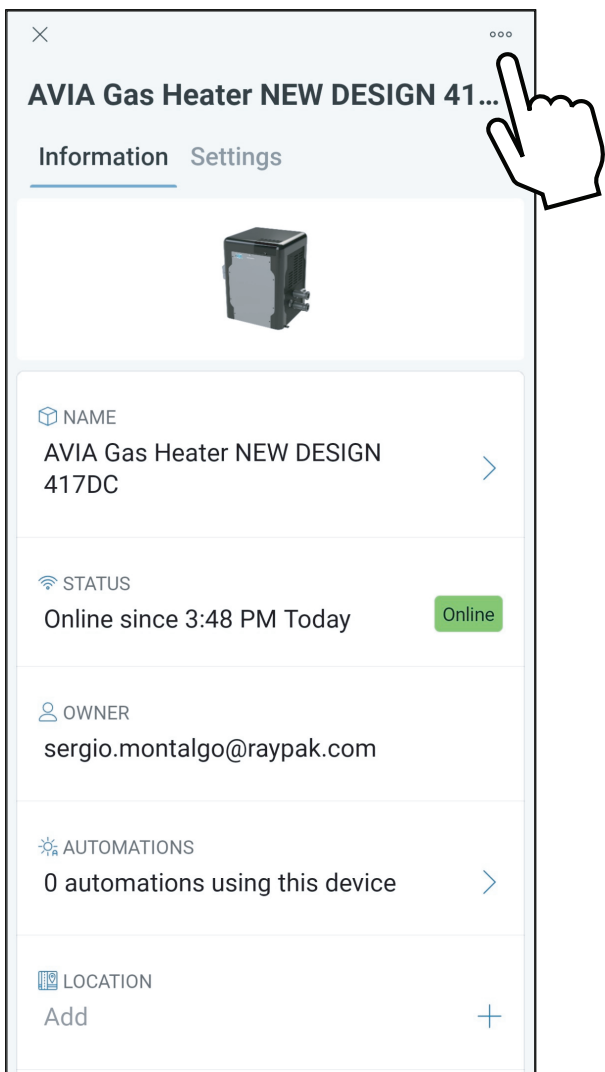 AVIA Gas Heater NEW DESIGN 41...
Information Settings
NAME
AVIA Gas Heater NEW DESIGN
417DC
STATUS
Online since 3:48 PM Today
Online
OWNER
sergio.montalgo@raypak.com
AUTOMATIONS
0 automations using this device
LOCATION
Add